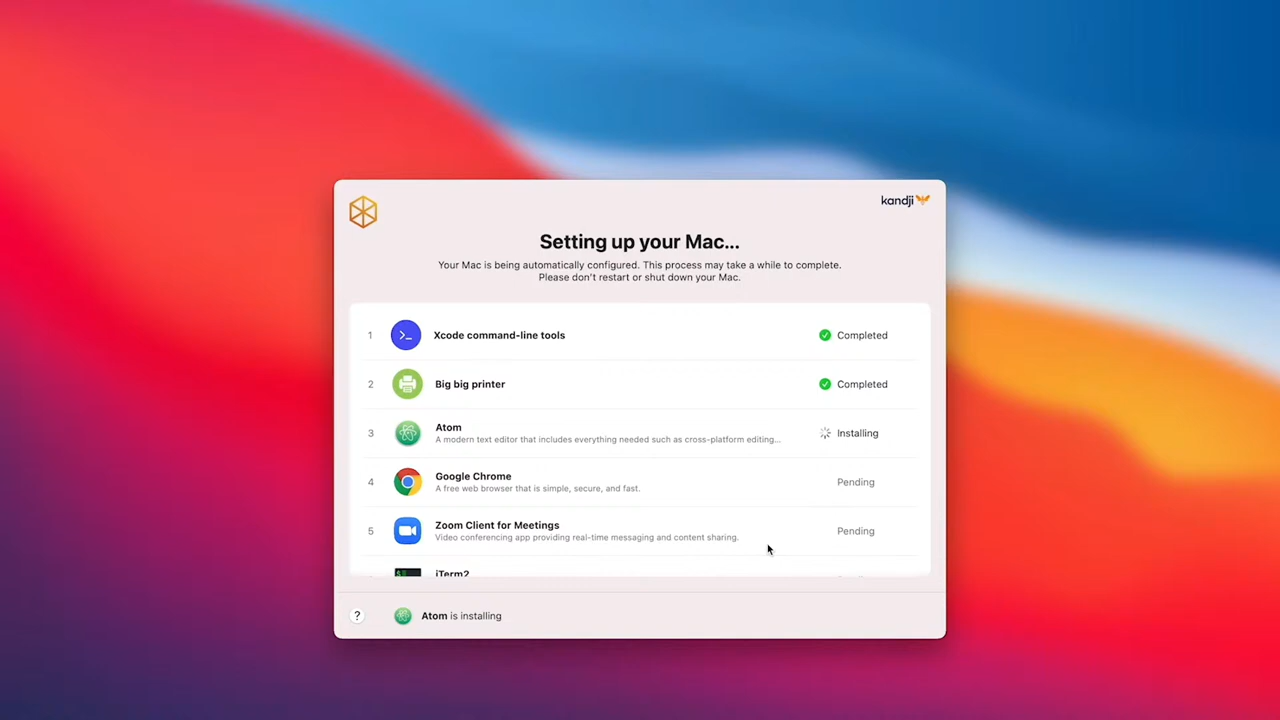 kandji
Setting up your Mac...
Your Mac is being automatically configured. This process may take a while to complete.
Please don't restart or shut down your Mac.
1 Xcode command-line tools Completed
2 Big big printer Completed
3 Atom Installing
A modern text editor that includes everything needed such as cross-platform editing...
4 Google Chrome Pending
A free web browser that is simple, secure, and fast.
5 Zoom Client for Meetings Pending
Video conferencing app providing real-time messaging and content sharing.
iTerm2
? Atom is installing